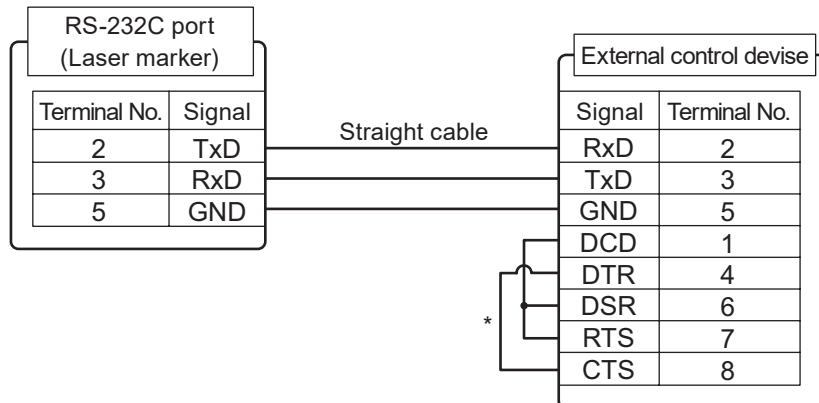 RS-232C port
(Laser marker)
Terminal No. Signal
2 TxD
3 RxD
5 GND
Straight cable
External control devise
Signal Terminal No.
RxD 2
TxD 3
GND 5
DCD 1
DTR 4
DSR 6
RTS 7
CTS 8
*